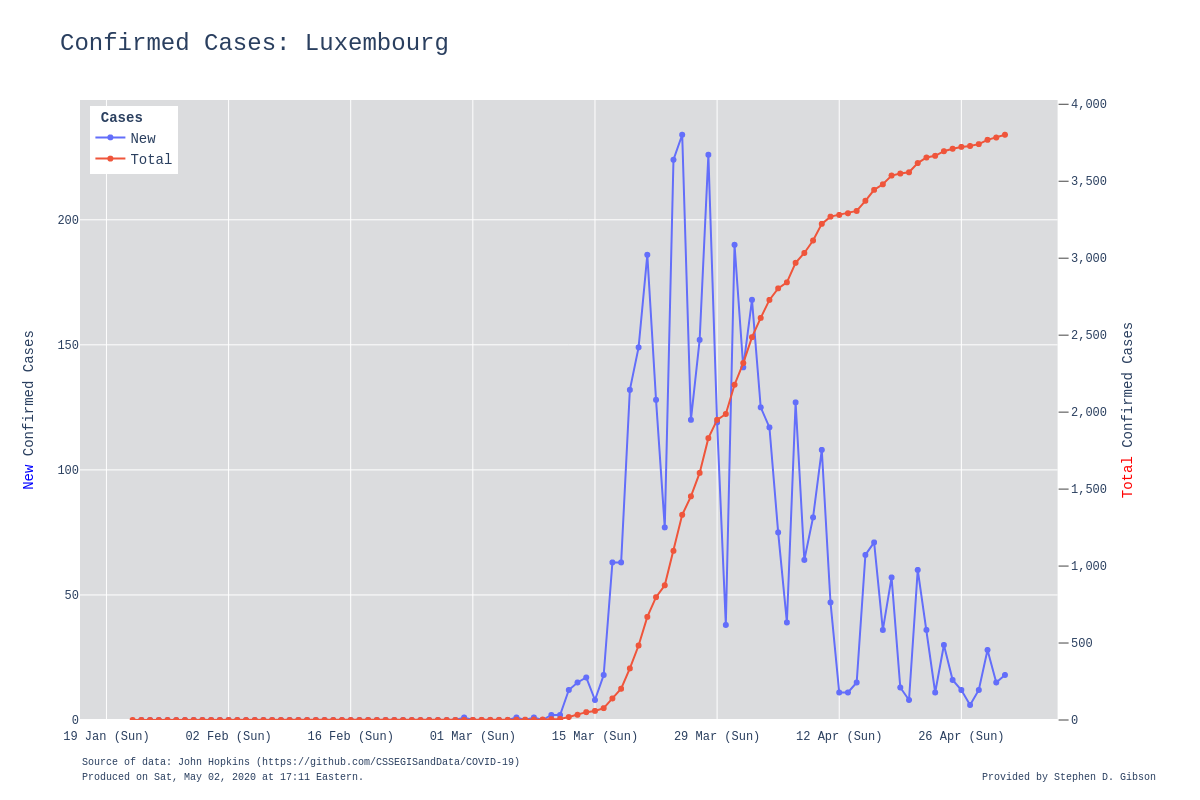 Confirmed Cases: Luxembourg
Cases
New
Total
200
150
100
50
0
4,000
3,500
3,000
2,500
2,000
1,500
1,000
500
0
New Confirmed Cases
Total Confirmed Cases
19 Jan (Sun)
02 Feb (Sun)
16 Feb (Sun)
01 Mar (Sun)
15 Mar (Sun)
29 Mar (Sun)
12 Apr (Sun)
26 Apr (Sun)
Source of data: John Hopkins (https://github.com/CSSEGISandData/COVID-19)
Produced on Sat, May 02, 2020 at 17:11 Eastern.
Provided by Stephen D. Gibson